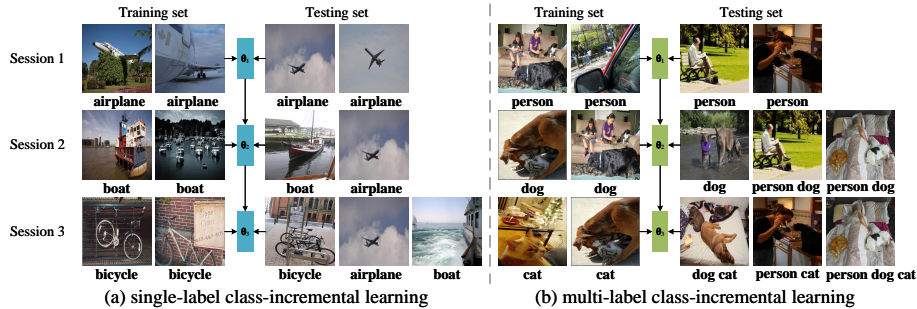 Training set Testing set Training set Testing set
Session 1 θ1 θ1
airplane airplane airplane airplane person person person person
Session 2 θ2 θ2
boat boat boat airplane dog dog dog person dog person dog
Session 3 θ3 θ3
bicycle bicycle bicycle airplane boat cat cat dog cat person cat person dog cat
(a) single-label class-incremental learning (b) multi-label class-incremental learning